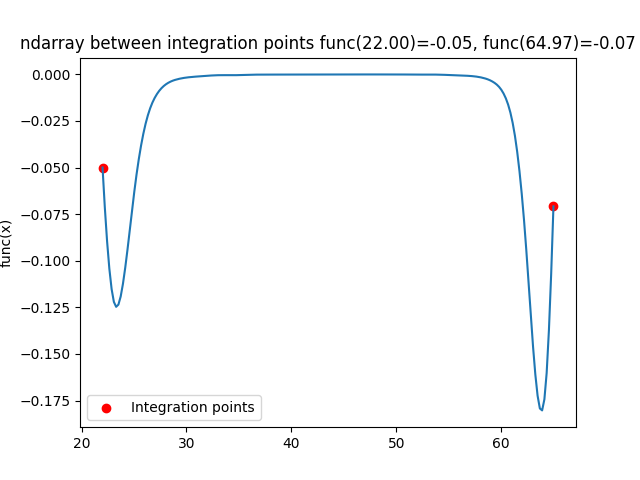 ndarray between integration points func(22.00)=-0.05, func(64.97)=-0.07
func(x)
0.000
-0.025
-0.050
-0.075
-0.100
-0.125
-0.150
-0.175
Integration points
20 30 40 50 60